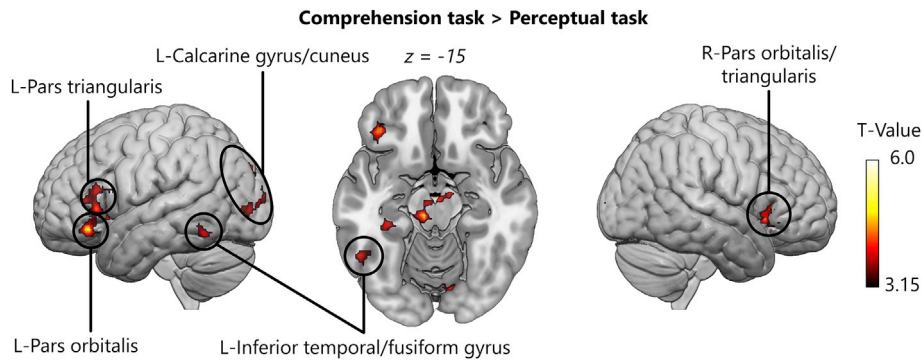 Comprehension task > Perceptual task
L-Calcarine gyrus/cuneus
z = -15
R-Pars orbitalis/
triangularis
L-Pars triangularis
T-Value
6.0
3.15
L-Pars orbitalis
L-Inferior temporal/fusiform gyrus